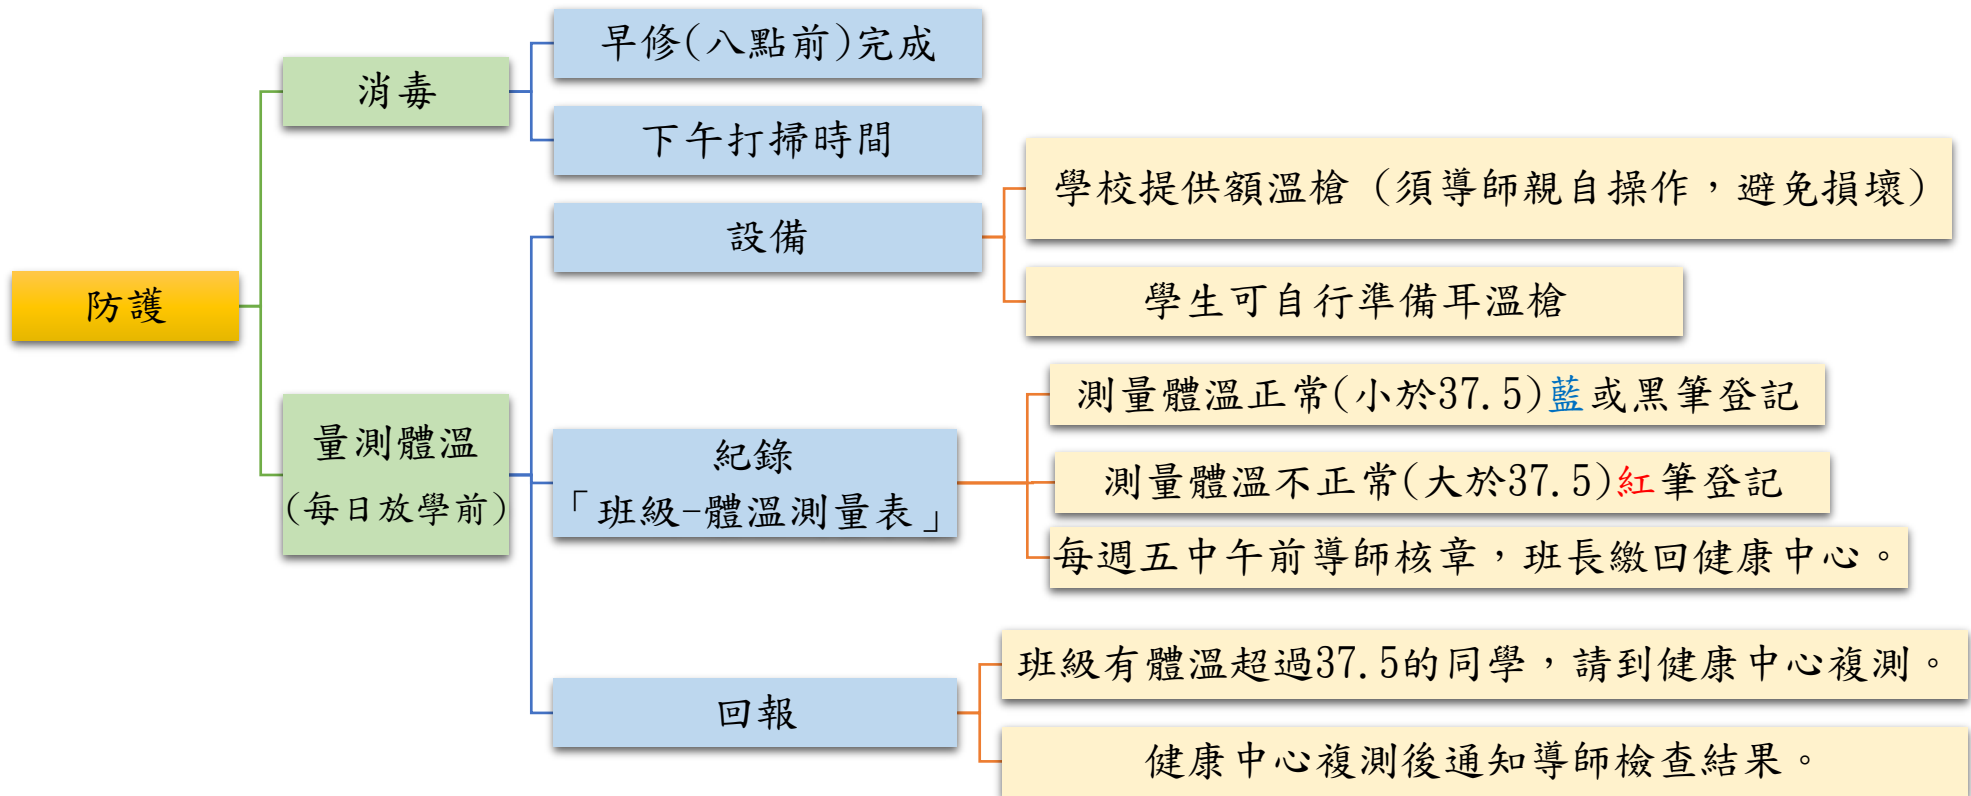 防護
消毒
早修(八點前)完成
下午打掃時間
量測體溫
(每日放學前)
設備
學校提供額溫槍 (須導師親自操作，避免損壞)
學生可自行準備耳溫槍
紀錄
「班級-體溫測量表」
測量體溫正常(小於37.5)藍或黑筆登記
測量體溫不正常(大於37.5)紅筆登記
每週五中午前導師核章，班長繳回健康中心。
回報
班級有體溫超過37.5的同學，請到健康中心複測。
健康中心複測後通知導師檢查結果。